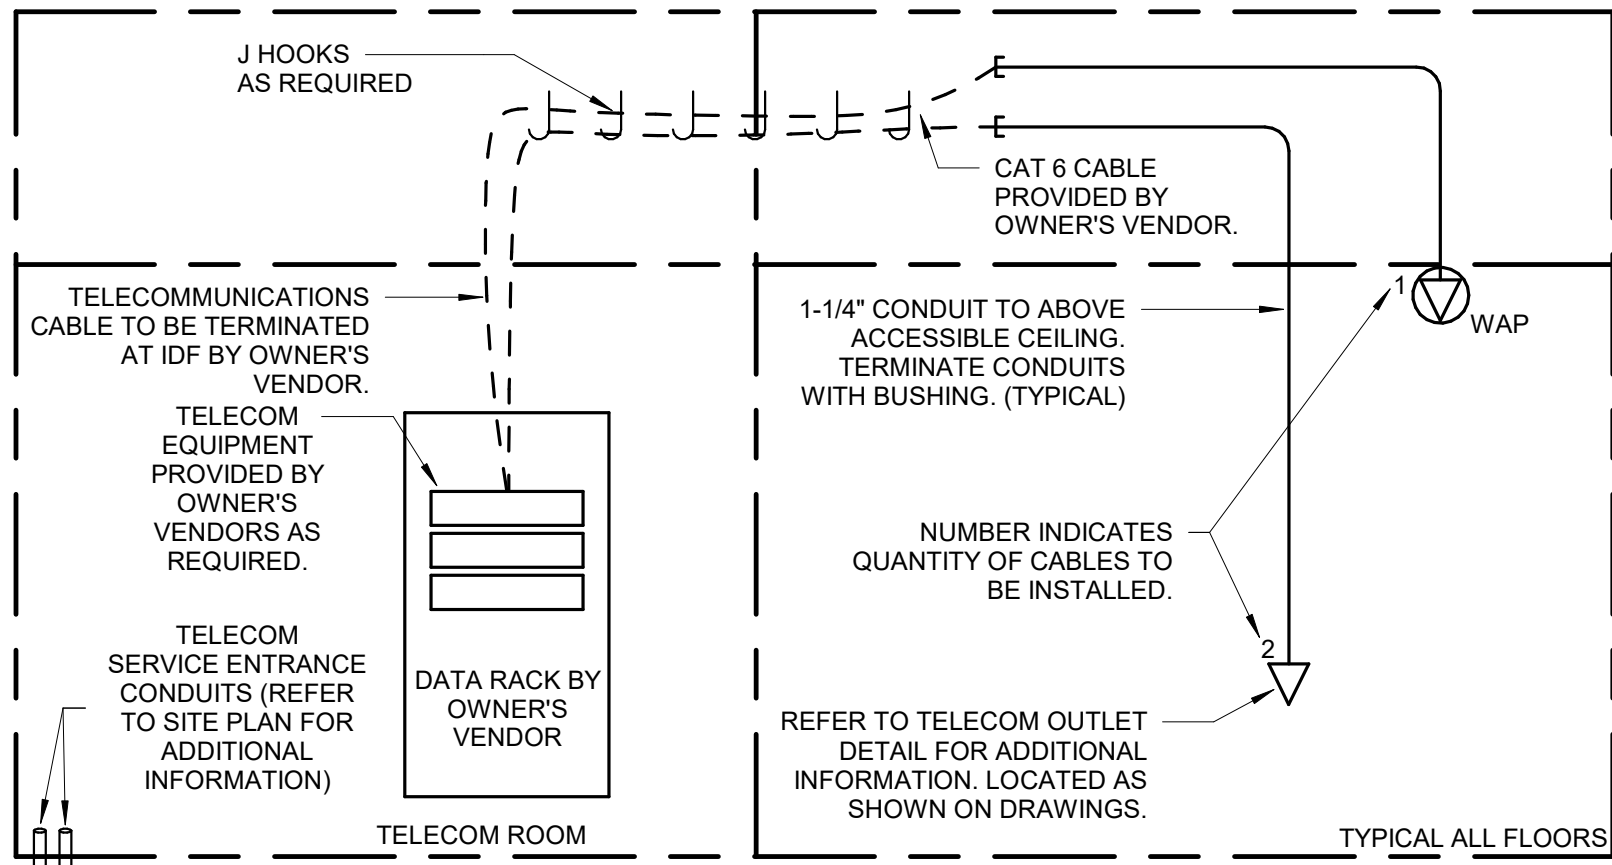 J HOOKS
AS REQUIRED
CAT 6 CABLE
PROVIDED BY
OWNER'S VENDOR.
TELECOMMUNICATIONS
CABLE TO BE TERMINATED
AT IDF BY OWNER'S
VENDOR.
1-1/4" CONDUIT TO ABOVE
ACCESSIBLE CEILING.
TERMINATE CONDUITS
WITH BUSHING. (TYPICAL)
1
WAP
TELECOM
EQUIPMENT
PROVIDED BY
OWNER'S
VENDORS AS
REQUIRED.
NUMBER INDICATES
QUANTITY OF CABLES TO
BE INSTALLED.
TELECOM
SERVICE ENTRANCE
CONDUITS (REFER
TO SITE PLAN FOR
ADDITIONAL
INFORMATION)
DATA RACK BY
OWNER'S
VENDOR
2
REFER TO TELECOM OUTLET
DETAIL FOR ADDITIONAL
INFORMATION. LOCATED AS
SHOWN ON DRAWINGS.
TELECOM ROOM
TYPICAL ALL FLOORS